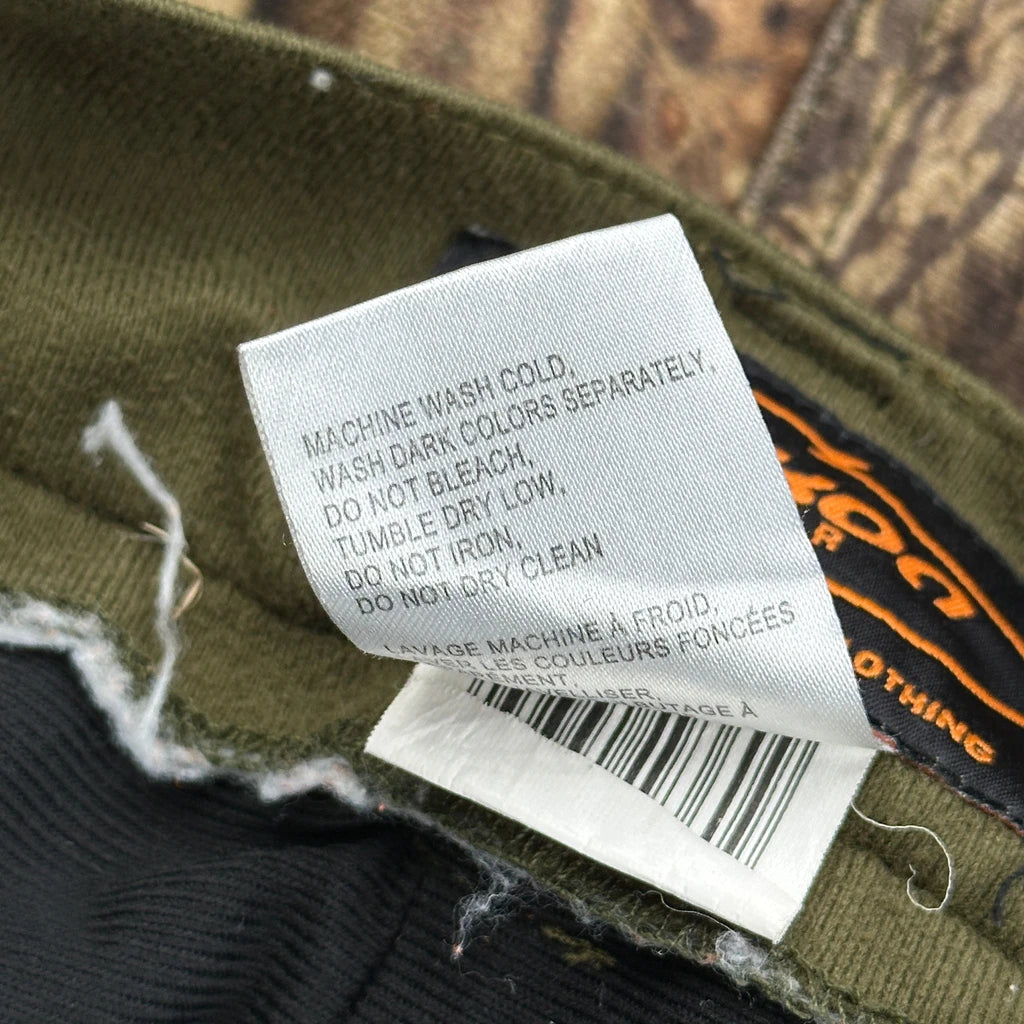 MACHINE WASH COLD,
WASH DARK COLORS SEPARATELY,
DO NOT BLEACH,
TUMBLE DRY LOW,
DO NOT IRON,
DO NOT DRY CLEAN
LAVAGE MACHINE À FROID,
LES COULEURS FONCÉES